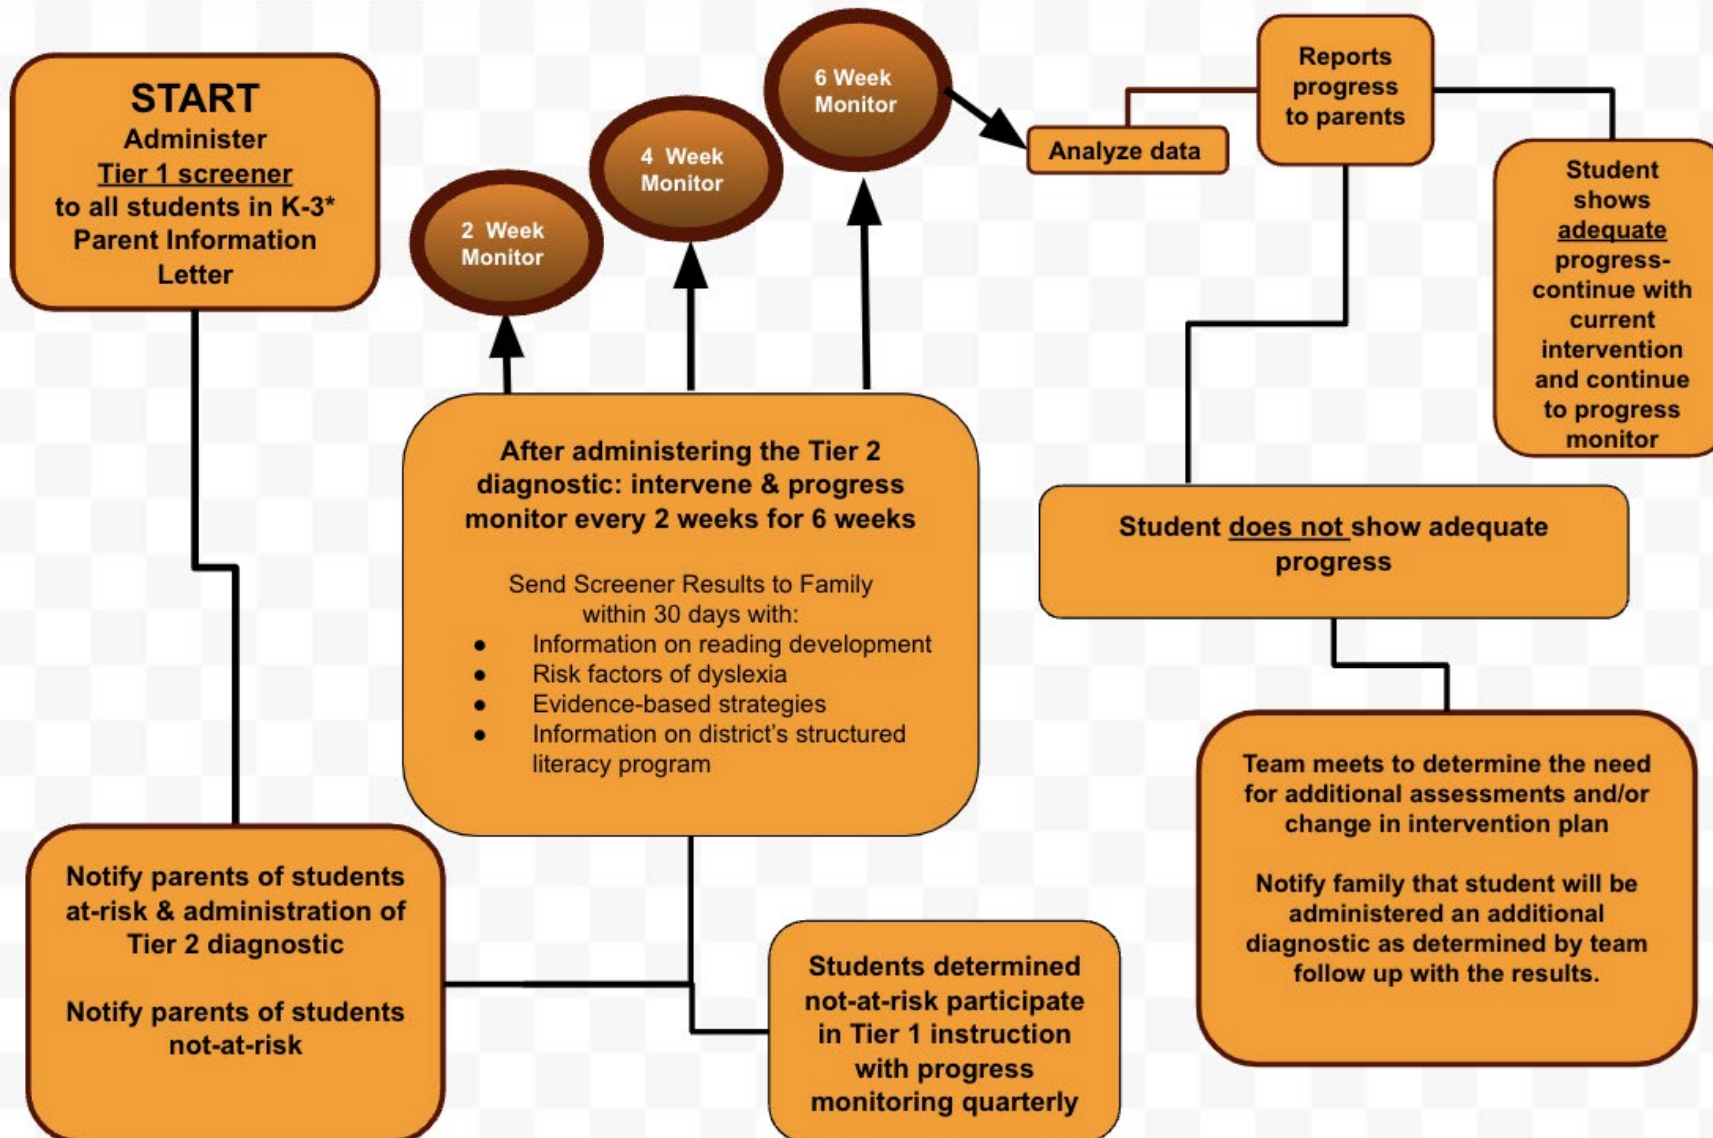 START
Administer
Tier 1 screener
to all students in K-3*
Parent Information
Letter
Notify parents of students
at-risk & administration of
Tier 2 diagnostic
Notify parents of students
not-at-risk
After administering the Tier 2
diagnostic: intervene & progress
monitor every 2 weeks for 6 weeks
Send Screener Results to Family
within 30 days with:
● Information on reading development
● Risk factors of dyslexia
● Evidence-based strategies
● Information on district's structured
literacy program
Students determined
not-at-risk participate
in Tier 1 instruction
with progress
monitoring quarterly
2 Week
Monitor
4 Week
Monitor
6 Week
Monitor
Analyze data
Reports
progress
to parents
Student
shows
adequate
progress-
continue with
current
intervention
and continue
to progress
monitor
Student does not show adequate
progress
Team meets to determine the need
for additional assessments and/or
change in intervention plan
Notify family that student will be
administered an additional
diagnostic as determined by team
follow up with the results.